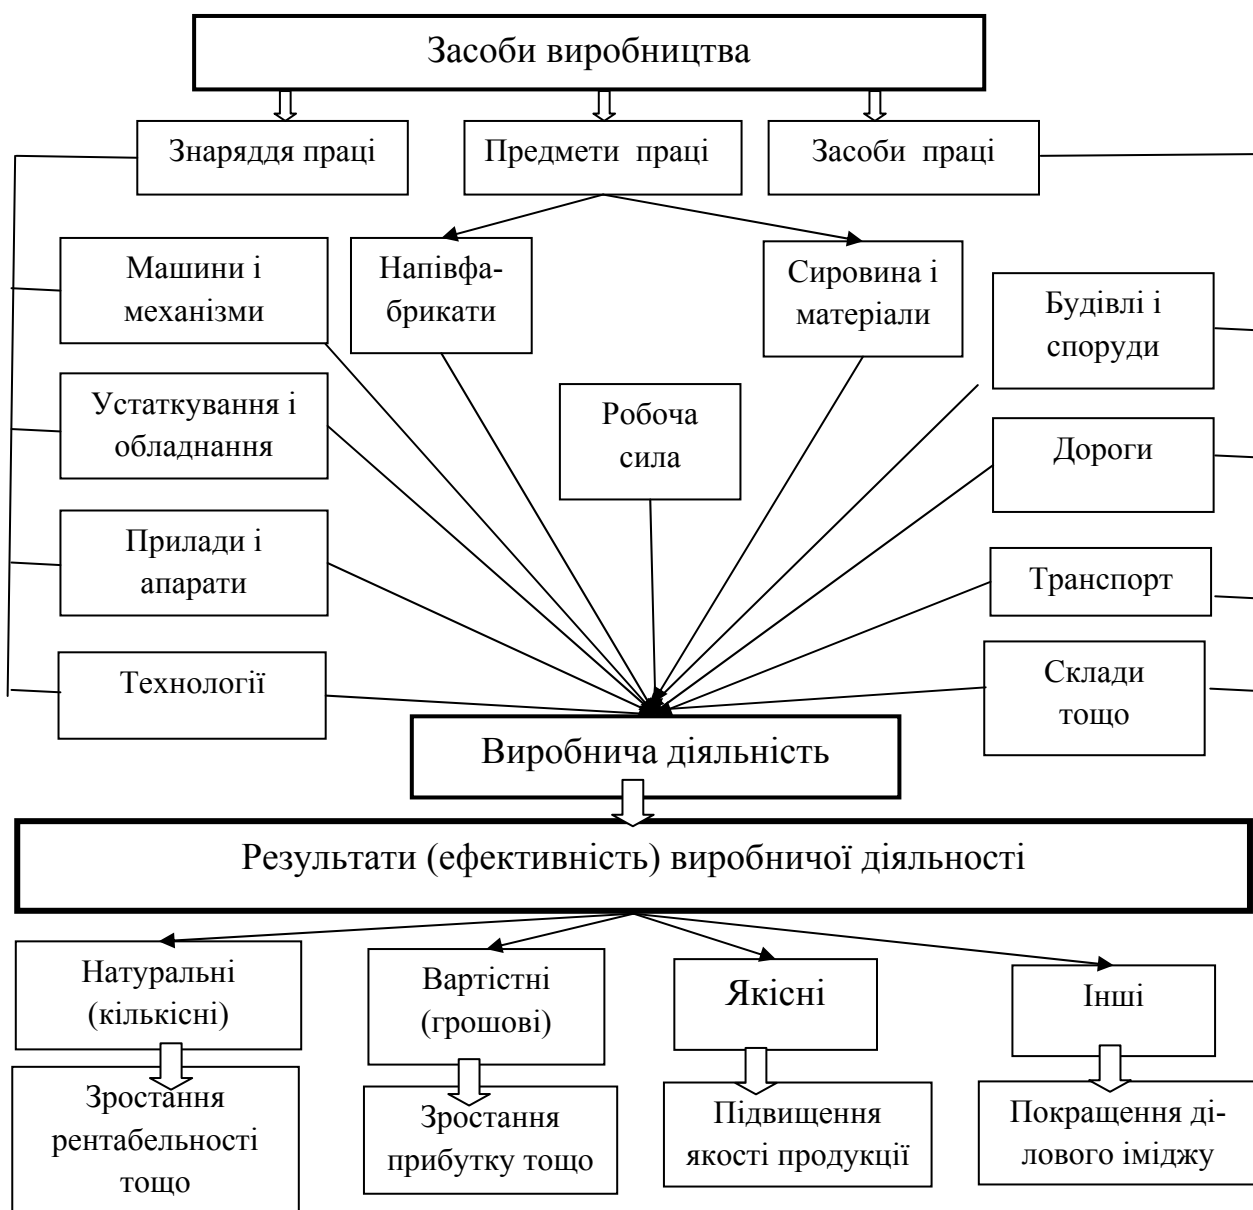 Засоби виробництва
Знаряддя праці
Предмети праці
Засоби праці
Машини і
механізми
Напівфа-
брикати
Сировина і
матеріали
Будівлі і
споруди
Устаткування і
обладнання
Робоча
сила
Дороги
Прилади і
апарати
Транспорт
Технології
Склади
тощо
Виробнича діяльність
Результати (ефективність) виробничої діяльності
Натуральні
(кількісні)
Вартістні
(грошові)
Якісні
Інші
Зростання
рентабельності
тощо
Зростання
прибутку тощо
Підвищення
якості продукції
Покращення ді-
лового іміджу